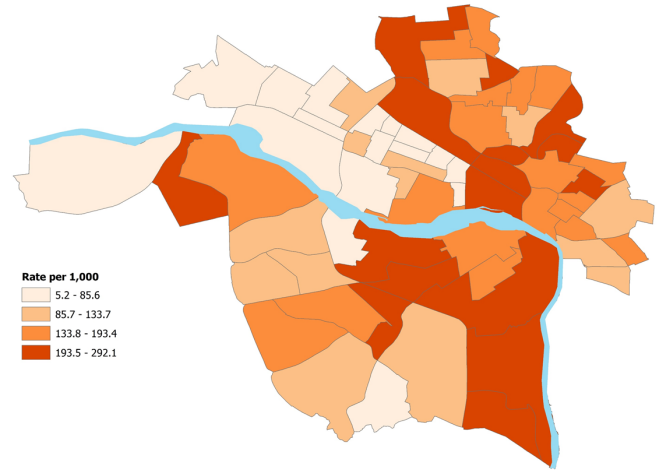 Rate per 1,000
5.2 - 85.6
85.7 - 133.7
133.8 - 193.4
193.5 - 292.1